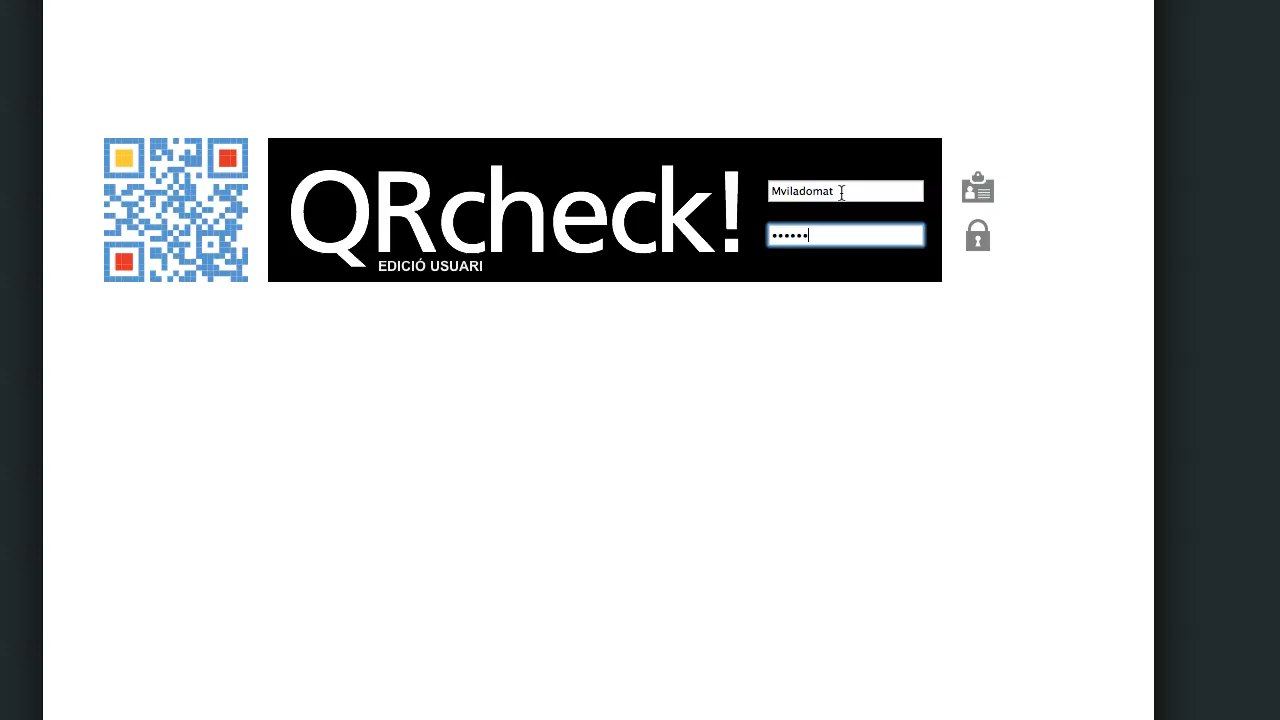 QRcheck!
EDICIÓ USUARI
Mviladomat
••••••